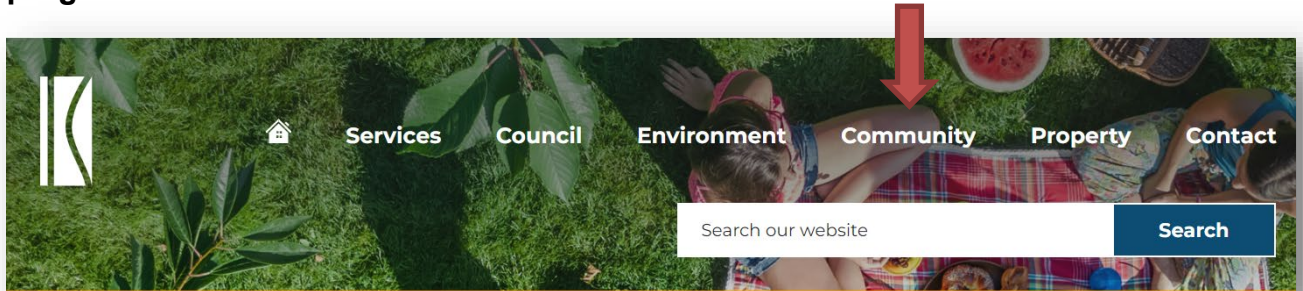 Services Council Environment Community Property Contact
Search our website Search